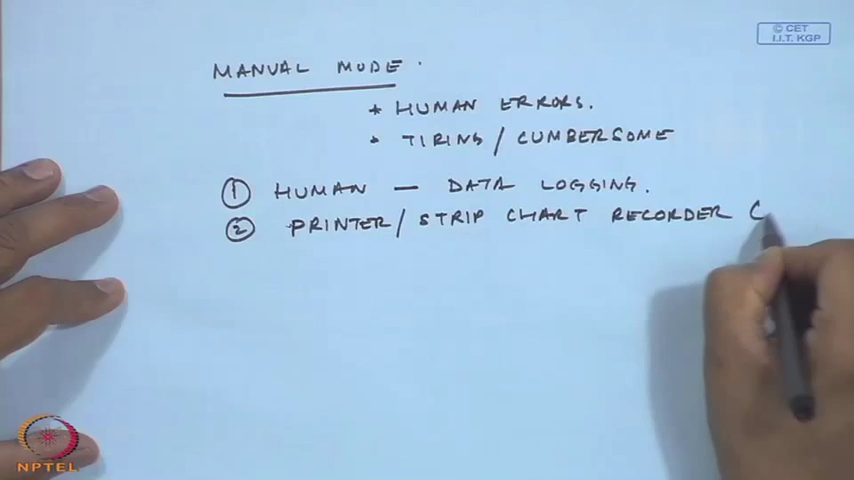 © CET
I.I.T. KGP
MANUAL MODE.
* HUMAN ERRORS.
* TIRING / CUMBERSOME
① HUMAN — DATA LOGGING.
② PRINTER / STRIP CHART RECORDER (
NPTEL